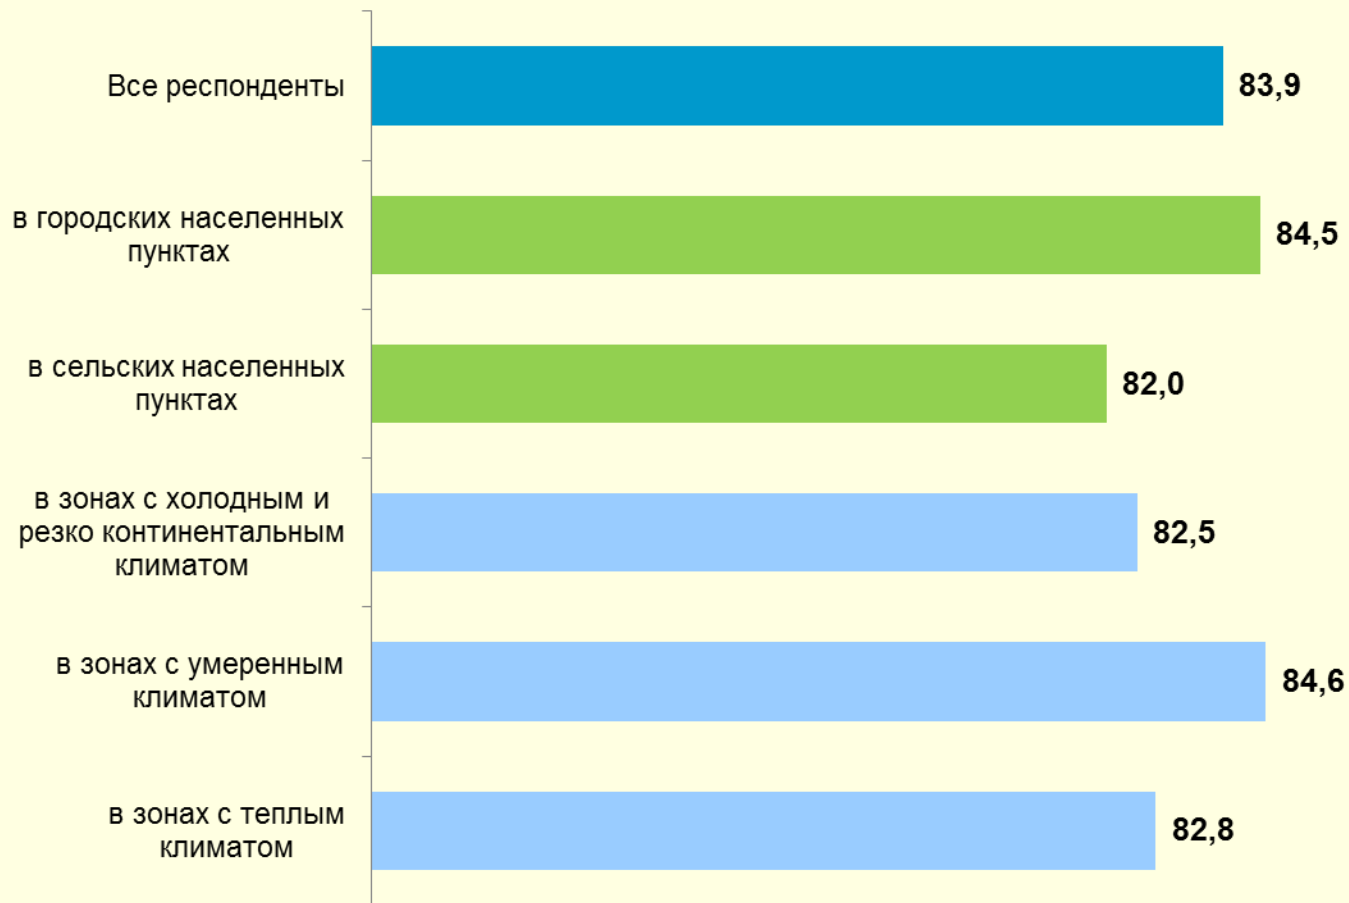 Все респонденты
83,9
в городских населенных
пунктах
84,5
в сельских населенных
пунктах
82,0
в зонах с холодным и
резко континентальным
климатом
82,5
в зонах с умеренным
климатом
84,6
в зонах с теплым
климатом
82,8